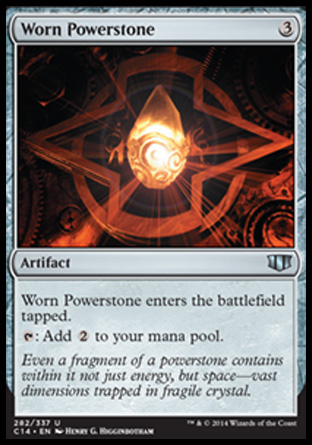 Worn Powerstone 3
Artifact
Worn Powerstone enters the battlefield
tapped.
: Add 2 to your mana pool.
Even a fragment of a powerstone contains
within it not just energy, but space—vast
dimensions trapped in fragile crystal.
282/337 U
C14 • EN Henry G. Higginbotham
™ & © 2014 Wizards of the Coast